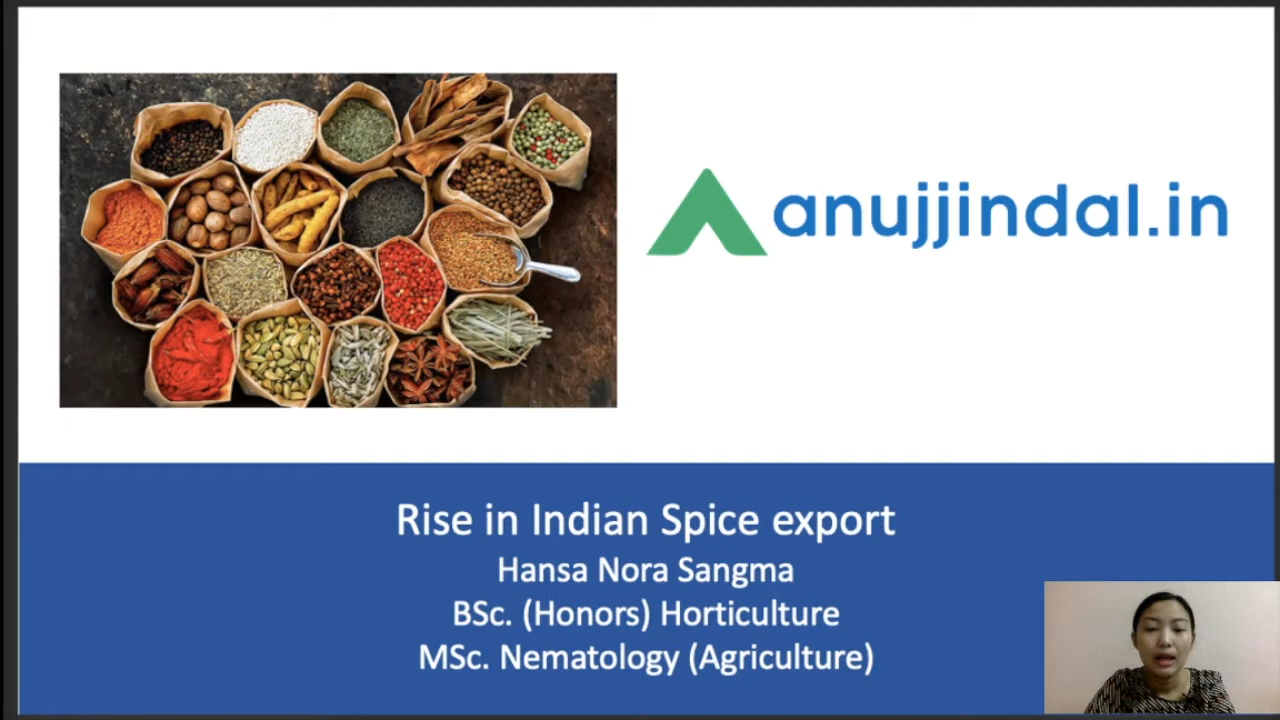 anujjindal.in
Rise in Indian Spice export
Hansa Nora Sangma
BSc. (Honors) Horticulture
MSc. Nematology (Agriculture)